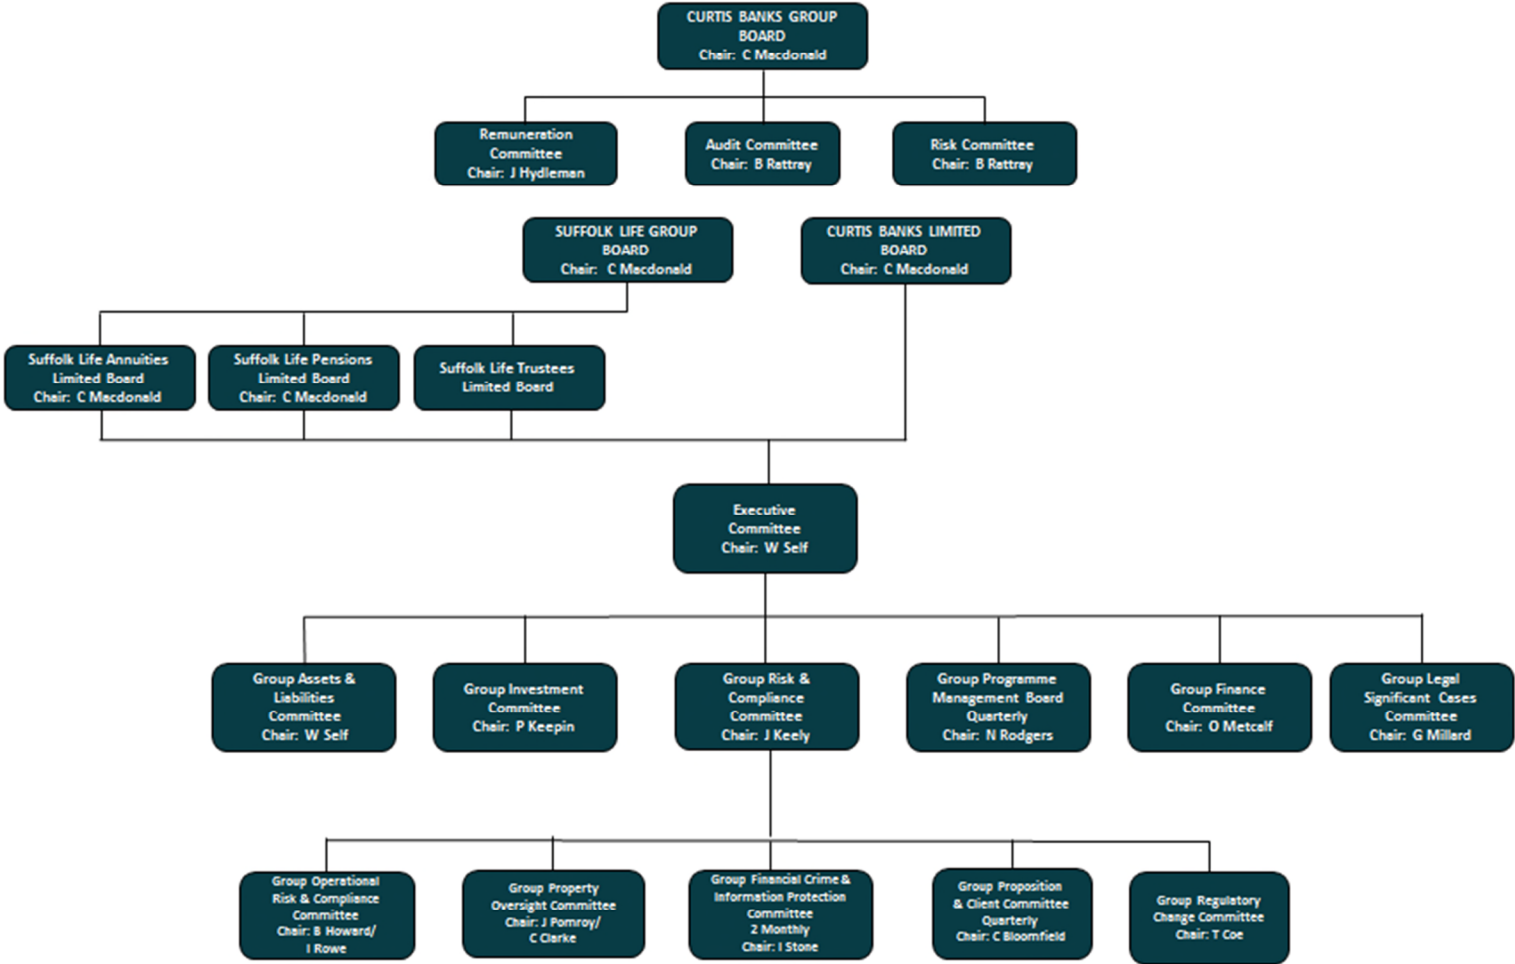 CURTIS BANKS GROUP
BOARD
Chair: C Macdonald
Remuneration
Committee
Chair: J Hydleman
Audit Committee
Chair: B Rattray
Risk Committee
Chair: B Rattray
SUFFOLK LIFE GROUP
BOARD
Chair: C Macdonald
CURTIS BANKS LIMITED
BOARD
Chair: C Macdonald
Suffolk Life Annuities
Limited Board
Chair: C Macdonald
Suffolk Life Pensions
Limited Board
Chair: C Macdonald
Suffolk Life Trustees
Limited Board
Executive
Committee
Chair: W Self
Group Assets &
Liabilities
Committee
Chair: W Self
Group Investment
Committee
Chair: P Keepin
Group Risk &
Compliance
Committee
Chair: J Keely
Group Programme
Management Board
Quarterly
Chair: N Rodgers
Group Finance
Committee
Chair: O Metcalf
Group Legal
Significant Cases
Committee
Chair: G Millard
Group Operational
Risk & Compliance
Committee
Chair: B Howard/
I Rowe
Group Property
Oversight Committee
Chair: J Pomroy/
C Clarke
Group Financial Crime &
Information Protection
Committee
2 Monthly
Chair: I Stone
Group Proposition
& Client Committee
Quarterly
Chair: C Bloomfield
Group Regulatory
Change Committee
Chair: T Coe